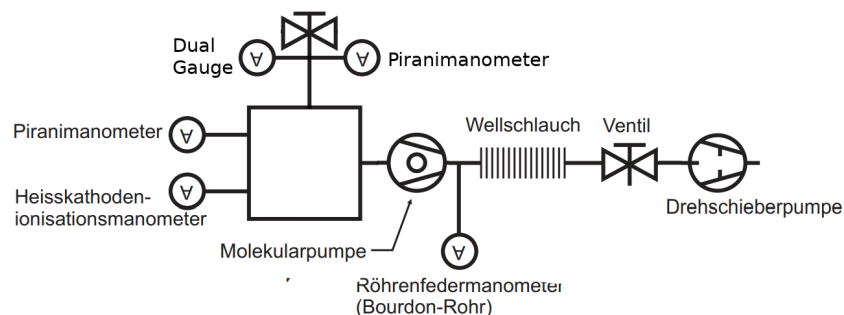 Dual
Gauge
Piranimanometer
Piranimanometer
Wellschlauch
Ventil
Heisskathoden-
ionisationsmanometer
Drehschieberpumpe
Molekularpumpe
Röhrenfedermanometer
(Bourdon-Rohr)